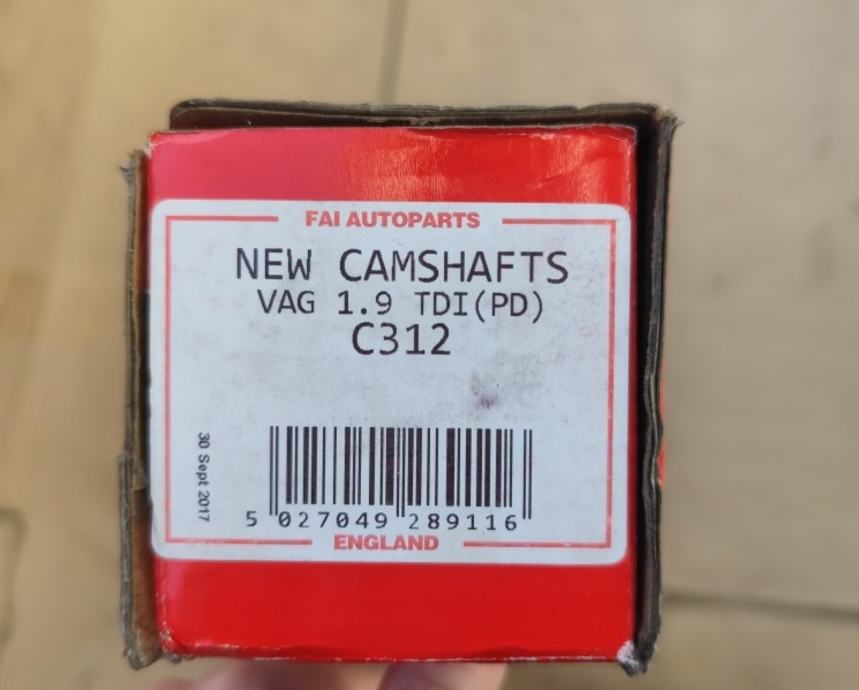 FAI AUTOPARTS
NEW CAMSHAFTS
VAG 1.9 TDI(PD)
C312
30 Sept 2017
5 027049 289116
ENGLAND